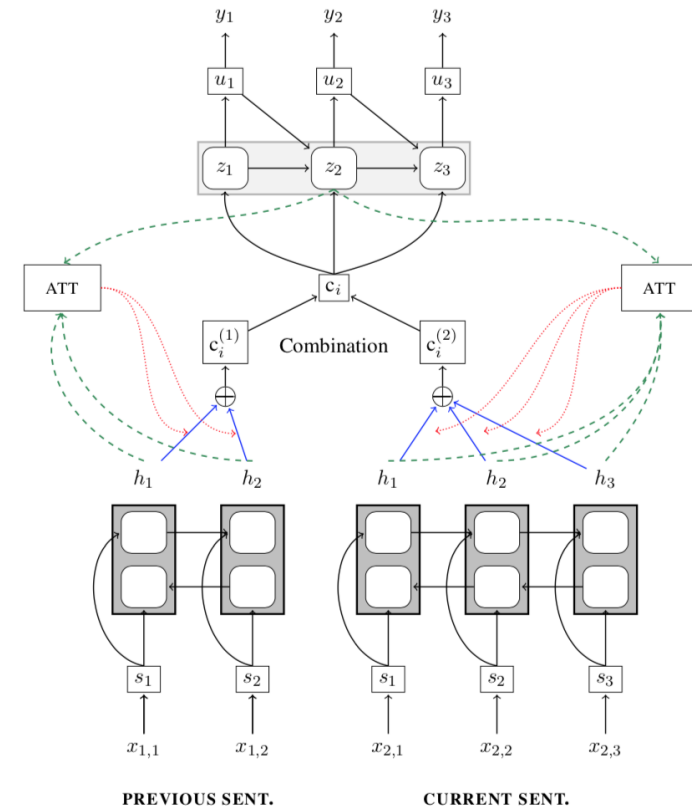 y₁ y₂ y₃
u₁ u₂ u₃
z₁ z₂ z₃
ATT cᵢ ATT
cᵢ⁽¹⁾ Combination cᵢ⁽²⁾
h₁ h₂ h₁ h₂ h₃
s₁ s₂ s₁ s₂ s₃
x₁,₁ x₁,₂ x₂,₁ x₂,₂ x₂,₃
PREVIOUS SENT. CURRENT SENT.